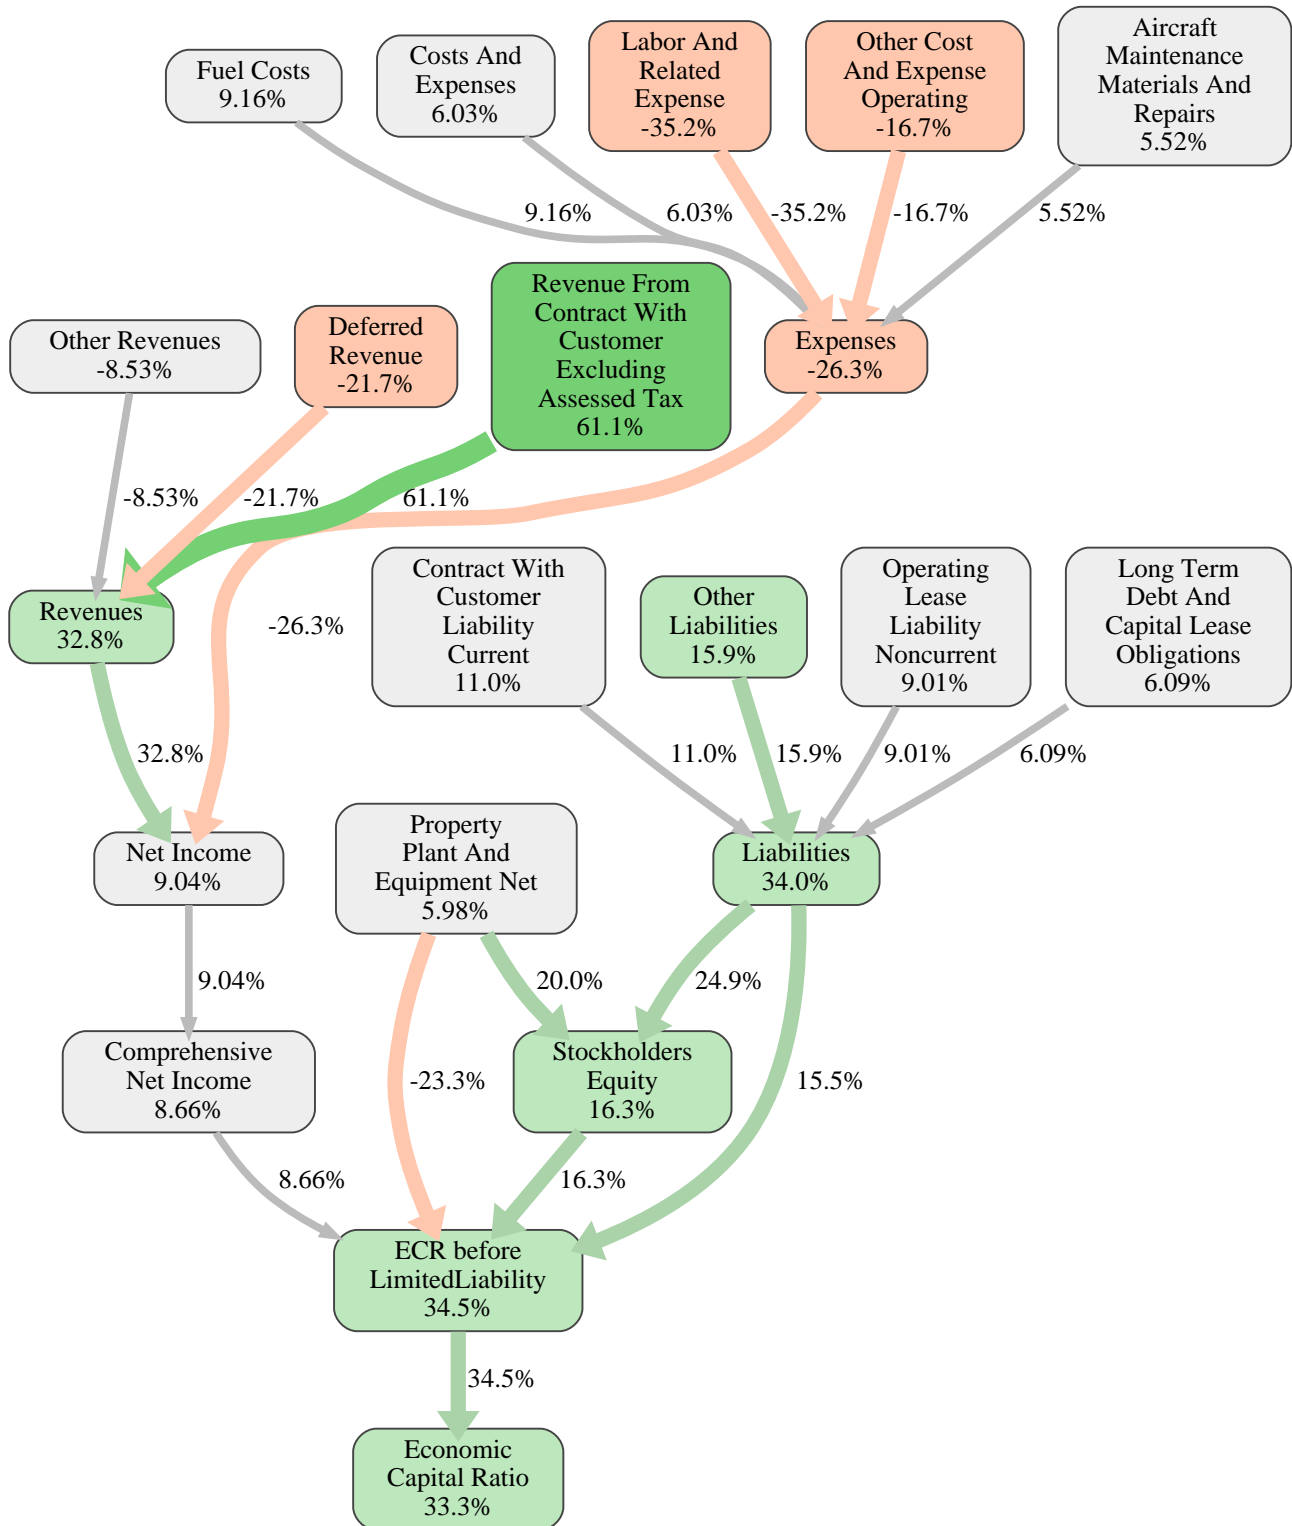 Fuel Costs
9.16%
Costs And
Expenses
6.03%
Labor And
Related
Expense
-35.2%
Other Cost
And Expense
Operating
-16.7%
Aircraft
Maintenance
Materials And
Repairs
5.52%
9.16%
6.03%
-35.2%
-16.7%
5.52%
Other Revenues
-8.53%
Deferred
Revenue
-21.7%
Revenue From
Contract With
Customer
Excluding
Assessed Tax
61.1%
Expenses
-26.3%
-8.53%
-21.7%
61.1%
Revenues
32.8%
-26.3%
Contract With
Customer
Liability
Current
11.0%
Other
Liabilities
15.9%
Operating
Lease
Liability
Noncurrent
9.01%
Long Term
Debt And
Capital Lease
Obligations
6.09%
32.8%
11.0%
15.9%
9.01%
6.09%
Net Income
9.04%
Property
Plant And
Equipment Net
5.98%
Liabilities
34.0%
9.04%
20.0%
24.9%
Comprehensive
Net Income
8.66%
-23.3%
Stockholders
Equity
16.3%
15.5%
8.66%
16.3%
ECR before
LimitedLiability
34.5%
34.5%
Economic
Capital Ratio
33.3%